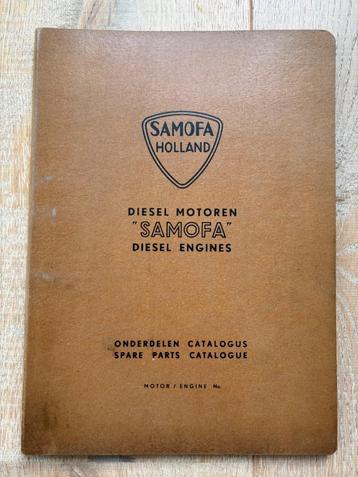 SAMOFA
HOLLAND
DIESEL MOTOREN
"SAMOFA"
DIESEL ENGINES
ONDERDELEN CATALOGUS
SPARE PARTS CATALOGUE
MOTOR / ENGINE No.